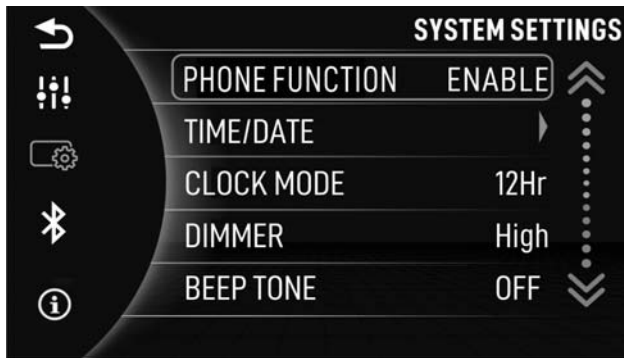 SYSTEM SETTINGS
PHONE FUNCTION ENABLE
TIME/DATE
CLOCK MODE 12Hr
DIMMER High
BEEP TONE OFF